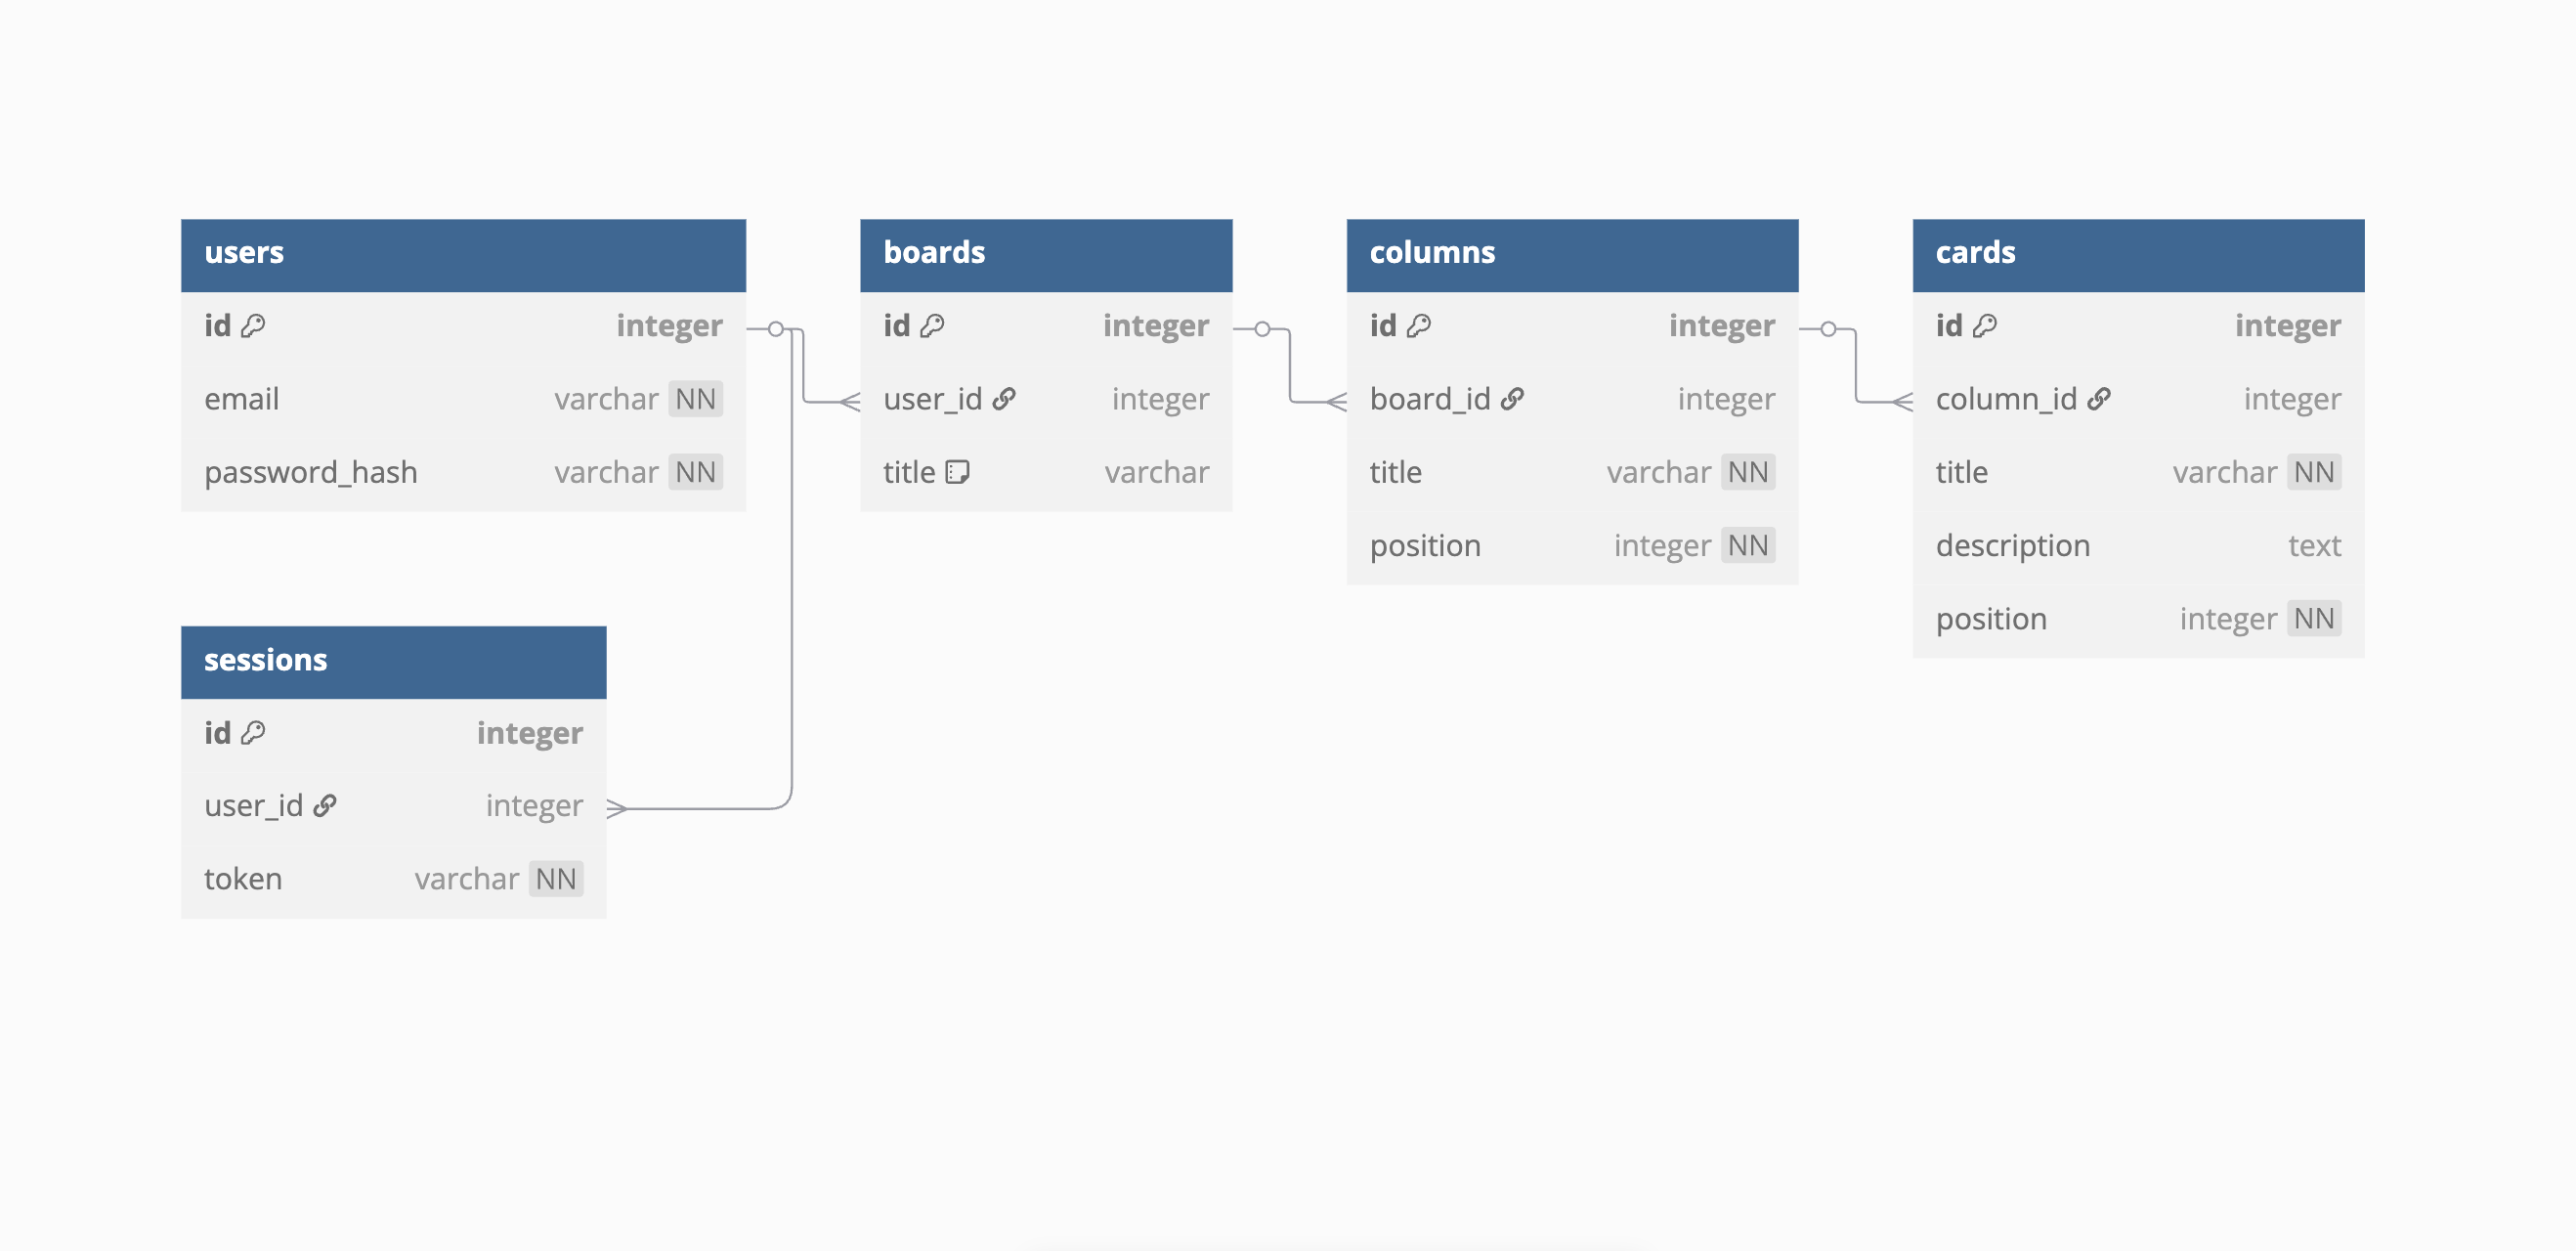 users
id integer
email varchar NN
password_hash varchar NN
boards
id integer
user_id integer
title varchar
columns
id integer
board_id integer
title varchar NN
position integer NN
cards
id integer
column_id integer
title varchar NN
description text
position integer NN
sessions
id integer
user_id integer
token varchar NN